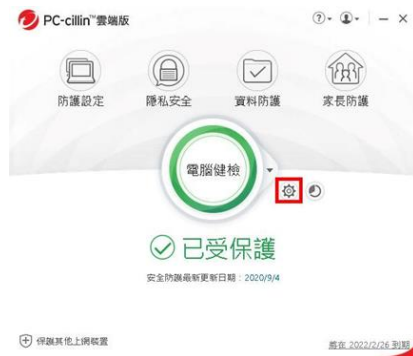 PC-cillin™雲端版
防護設定
隱私安全
資料防護
家長防護
電腦健檢
已受保護
安全防護最新更新日期：2020/9/4
保護其他上網裝置
將在 2022/2/26 到期